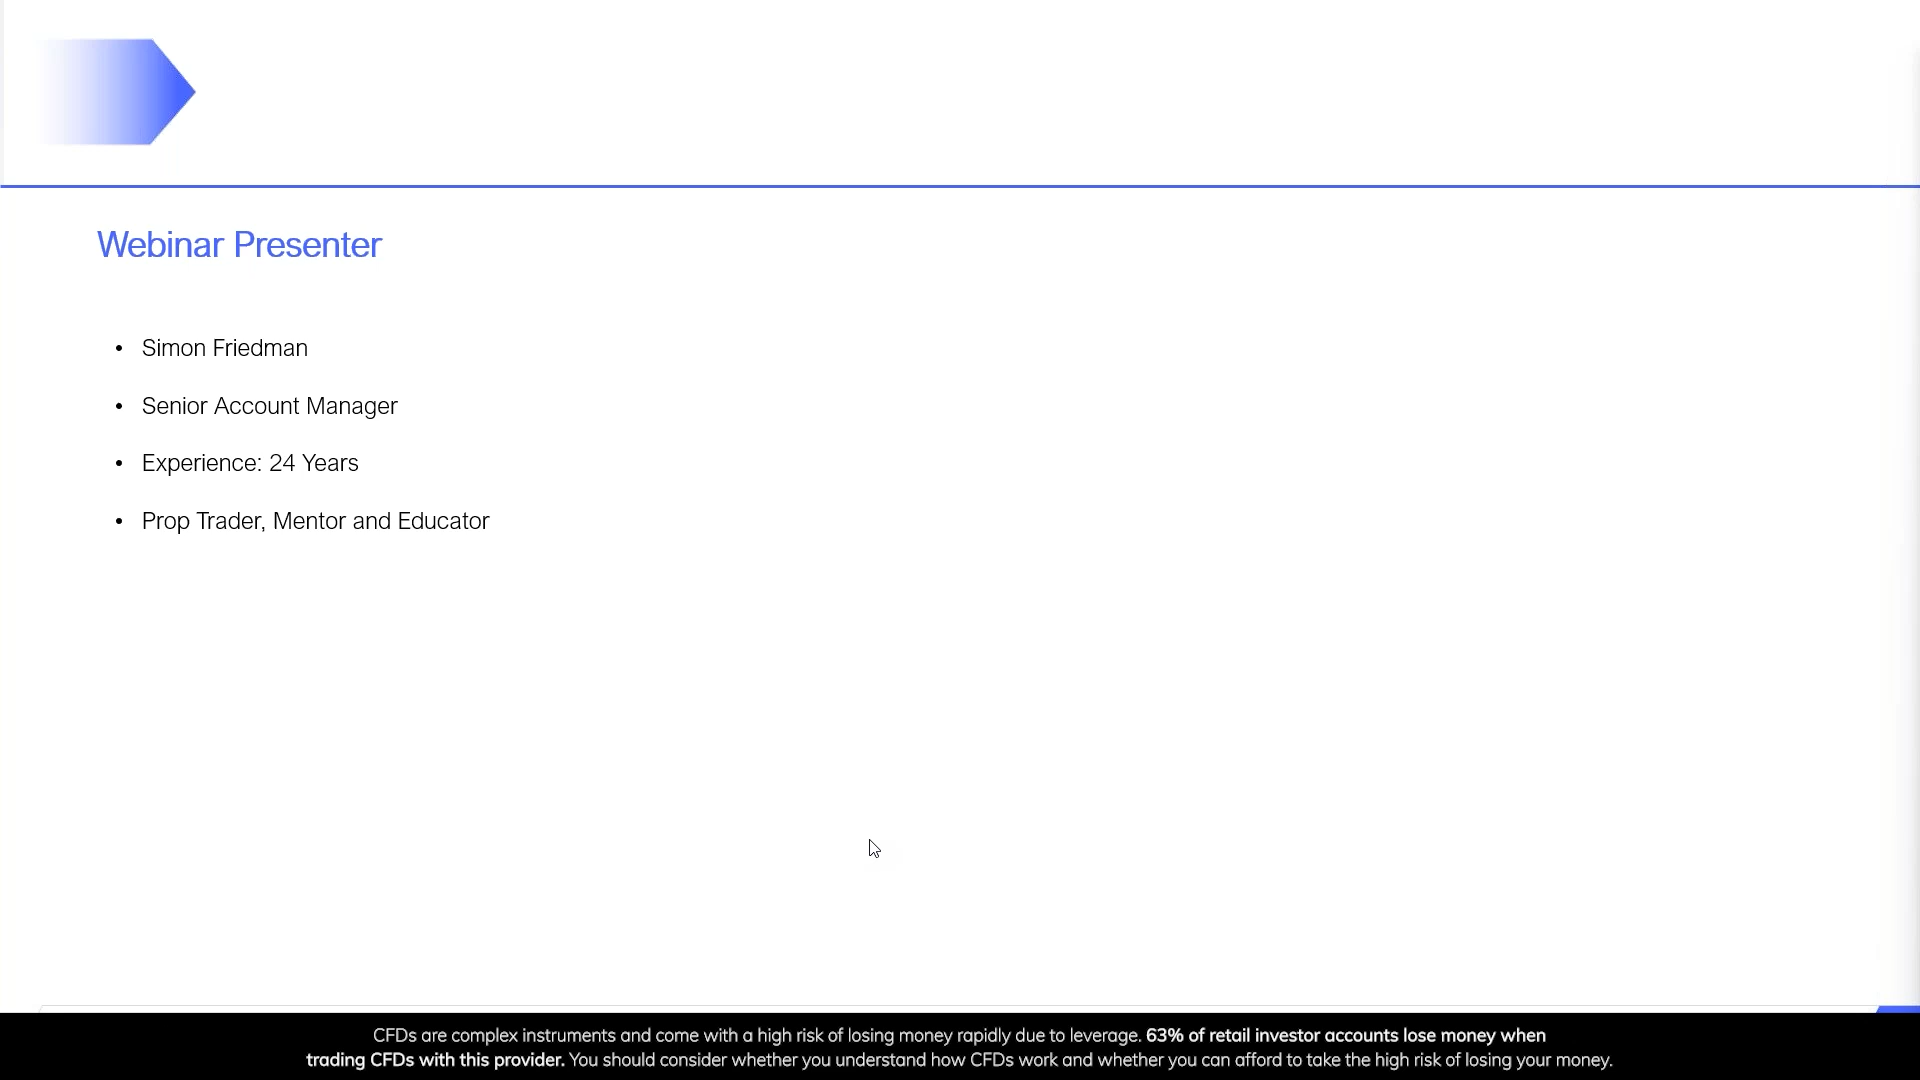 Webinar Presenter
• Simon Friedman
• Senior Account Manager
• Experience: 24 Years
• Prop Trader, Mentor and Educator
CFDs are complex instruments and come with a high risk of losing money rapidly due to leverage. 63% of retail investor accounts lose money when
trading CFDs with this provider. You should consider whether you understand how CFDs work and whether you can afford to take the high risk of losing your money.